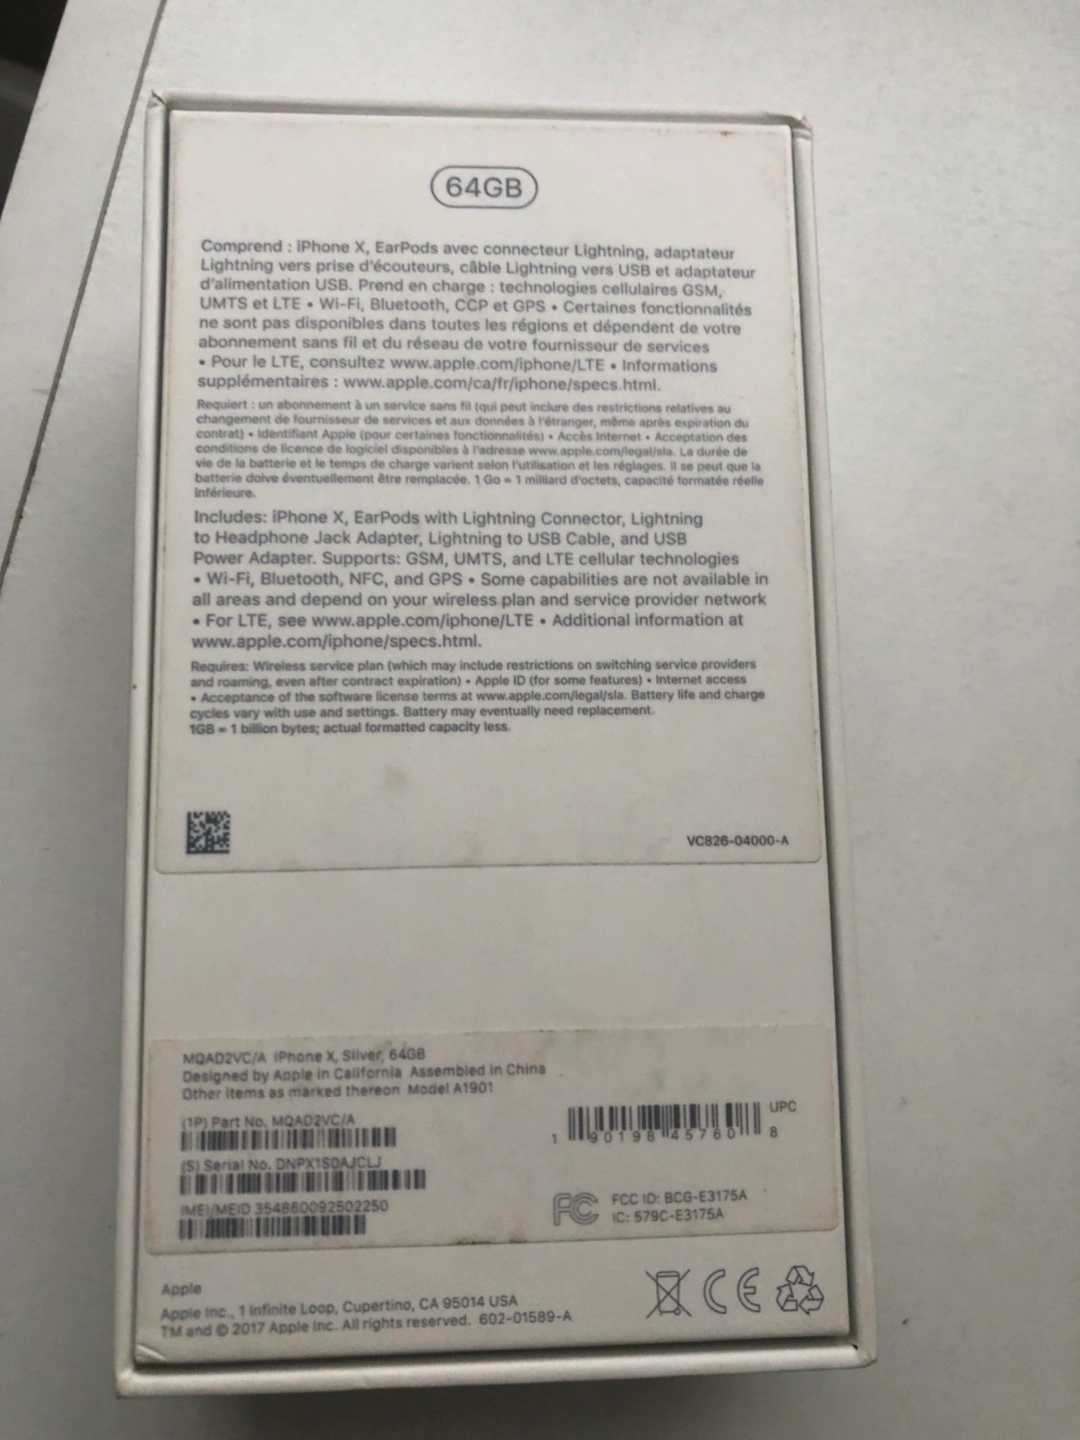 64GB
Comprend : iPhone X, EarPods avec connecteur Lightning, adaptateur
Lightning vers prise d'écouteurs, câble Lightning vers USB et adaptateur
d'alimentation USB. Prend en charge : technologies cellulaires GSM,
UMTS et LTE • Wi-Fi, Bluetooth, CCP et GPS • Certaines fonctionnalités
ne sont pas disponibles dans toutes les régions et dépendent de votre
abonnement sans fil et du réseau de votre fournisseur de services
• Pour le LTE, consultez www.apple.com/iphone/LTE • Informations
supplémentaires : www.apple.com/ca/fr/iphone/specs.html.
Requiert : un abonnement à un service sans fil (qui peut inclure des restrictions relatives au
changement de fournisseur de services et aux données à l'étranger, même après expiration du
contrat) • Identifiant Apple (pour certaines fonctionnalités) • Accès Internet • Acceptation des
conditions de licence de logiciel disponibles à l'adresse www.apple.com/legal/sla. La durée de
vie de la batterie et le temps de charge varient selon l'utilisation et les réglages. Il se peut que la
batterie doive éventuellement être remplacée. 1 Go = 1 milliard d'octets, capacité formatée réelle
inférieure.
Includes: iPhone X, EarPods with Lightning Connector, Lightning
to Headphone Jack Adapter, Lightning to USB Cable, and USB
Power Adapter. Supports: GSM, UMTS, and LTE cellular technologies
• Wi-Fi, Bluetooth, NFC, and GPS • Some capabilities are not available in
all areas and depend on your wireless plan and service provider network
• For LTE, see www.apple.com/iphone/LTE • Additional information at
www.apple.com/iphone/specs.html.
Requires: Wireless service plan (which may include restrictions on switching service providers
and roaming, even after contract expiration) • Apple ID (for some features) • Internet access
• Acceptance of the software license terms at www.apple.com/legal/sla. Battery life and charge
cycles vary with use and settings. Battery may eventually need replacement.
1GB = 1 billion bytes; actual formatted capacity less.
VC826-04000-A
MQAD2VC/A iPhone X, Silver, 64GB
Designed by Apple in California Assembled in China
Other items as marked thereon Model A1901
(1P) Part No. MQAD2VC/A
(S) Serial No. DNPX1S0AJCLJ
IMEI/MEID 354860092502250
UPC
1 90198 45760 8
FC
FCC ID: BCG-E3175A
IC: 579C-E3175A
Apple
Apple Inc., 1 Infinite Loop, Cupertino, CA 95014 USA
TM and © 2017 Apple Inc. All rights reserved. 602-01589-A
CE